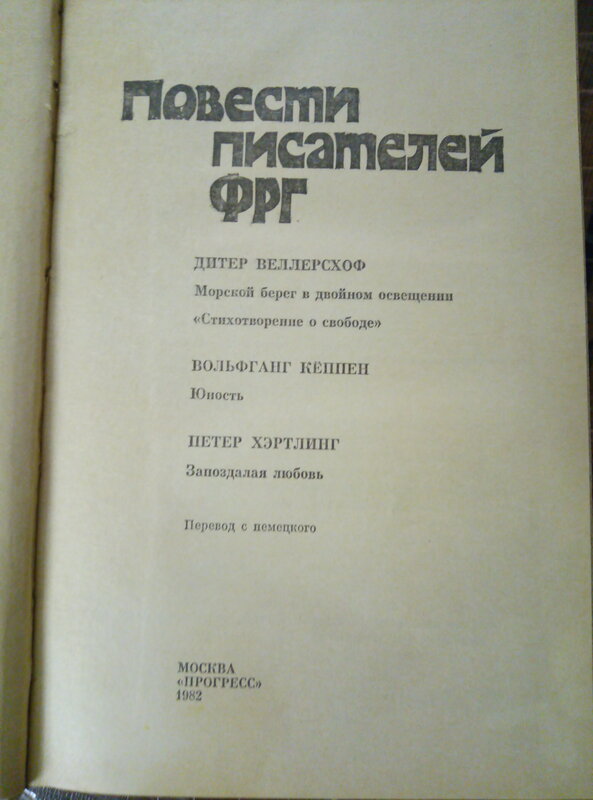 Повести
писателей
ФРГ
ДИТЕР ВЕЛЛЕРСХОФ
Морской берег в двойном освещении
«Стихотворение о свободе»
ВОЛЬФГАНГ КЁППЕН
Юность
ПЕТЕР ХЭРТЛИНГ
Запоздалая любовь
Перевод с немецкого
МОСКВА
«ПРОГРЕСС»
1982